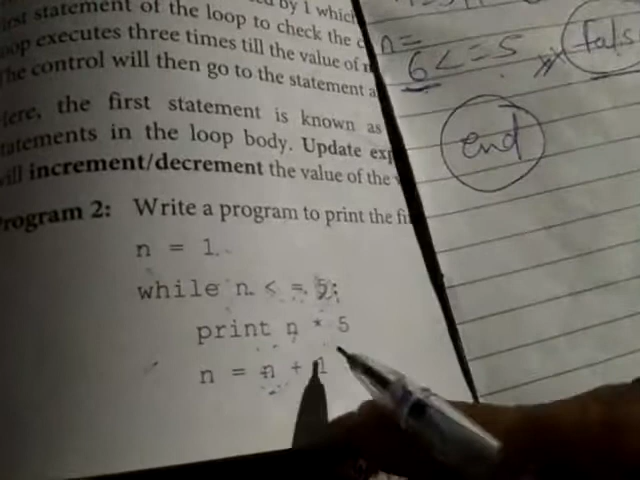 by 1 which
first statement of the loop to check the
loop executes three times till the value of
The control will then go to the statement
Here, the first statement is known as
statements in the loop body. Update
will increment/decrement the value of the
Program 2: Write a program to print the
n = 1.
while n < = 5:
print n * 5
n = n + 1
n=
6<=5
false
end